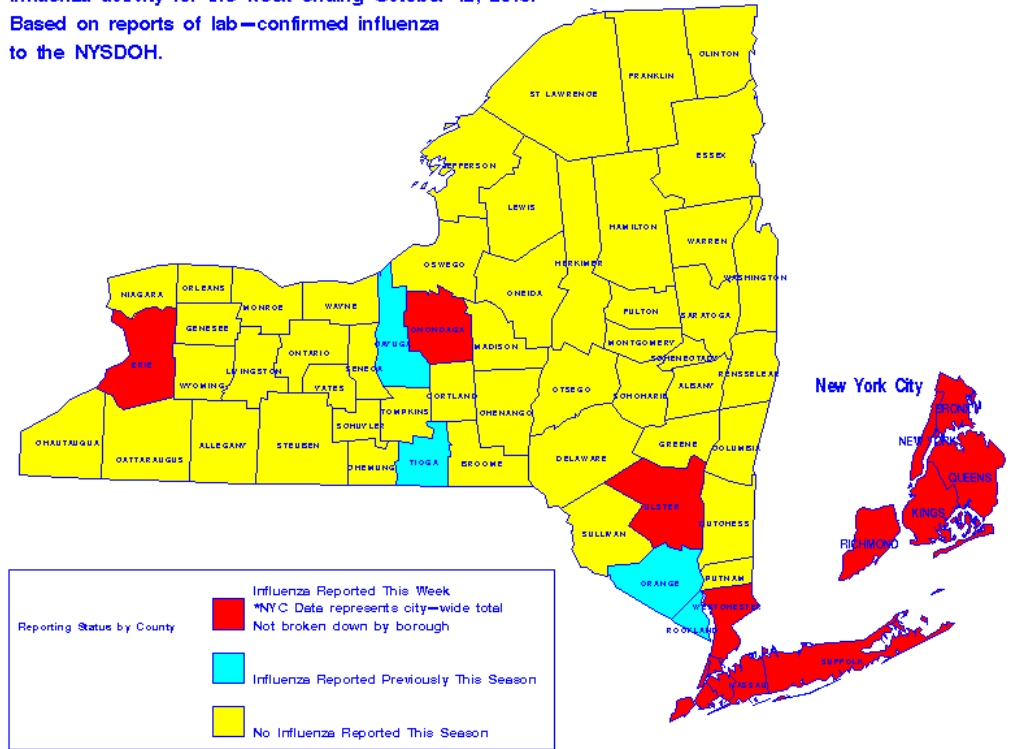 Based on reports of lab-confirmed influenza
to the NYSDOH.
CLINTON
FRANKLIN
ST LAWRENCE
ESSEX
JEFFERSON
LEWIS
HAMILTON
WARREN
OSWEGO
HERKIMER
WASHINGTON
ORLEANS
NIAGARA
ONEIDA
MONROE
WAYNE
FULTON
SARATOGA
GENESEE
ONONDAGA
CAYUGA
MADISON
MONTGOMERY
ONTARIO
SCHENECTADY
ERIE
SENECA
LIVINGSTON
RENSSELEAR
WYOMING
YATES
OTSEGO
ALBANY
CORTLAND
SCHOHARIE
New York City
TOMPKINS
CHENANGO
BRONX
SCHUYLER
CHAUTAUQUA
ALLEGANY
STEUBEN
GREENE
NEW YORK
COLUMBIA
CATTARAUGUS
DELAWARE
TIOGA
BROOME
CHEMUNG
QUEENS
ULSTER
KINGS
DUTCHESS
SULLIVAN
RICHMOND
ORANGE
PUTNAM
WESTCHESTER
ROCKLAND
SUFFOLK
NASSAU
Influenza Reported This Week
*NYC Data represents city-wide total
Reporting Status by County
Not broken down by borough
Influenza Reported Previously This Season
No Influenza Reported This Season